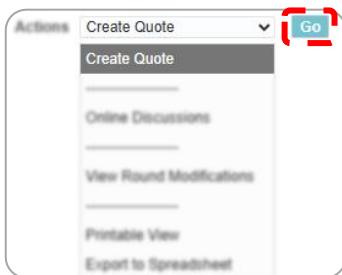 Actions Create Quote Go
Create Quote
Online Discussions
View Round Modifications
Printable View
Export to Spreadsheet